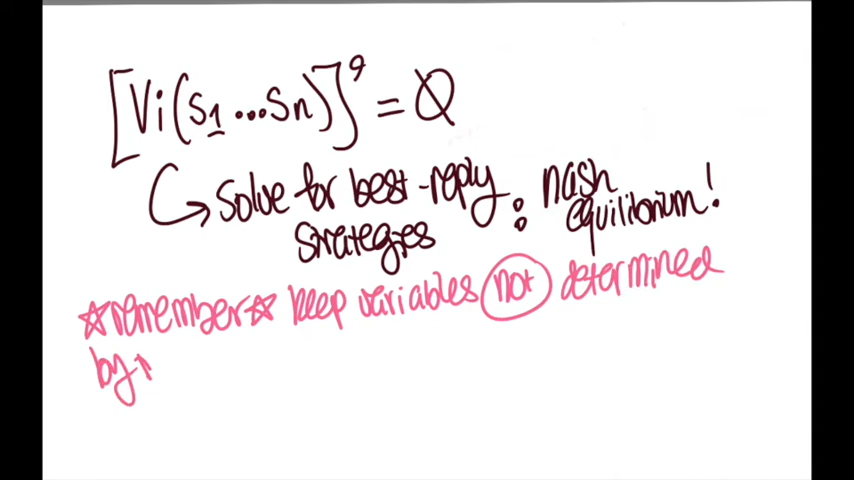 [Vi(S1...Sn)]' = 0
Solve for best-reply : nash
strategies equilibrium!
☆remember☆ keep variables not determined
by